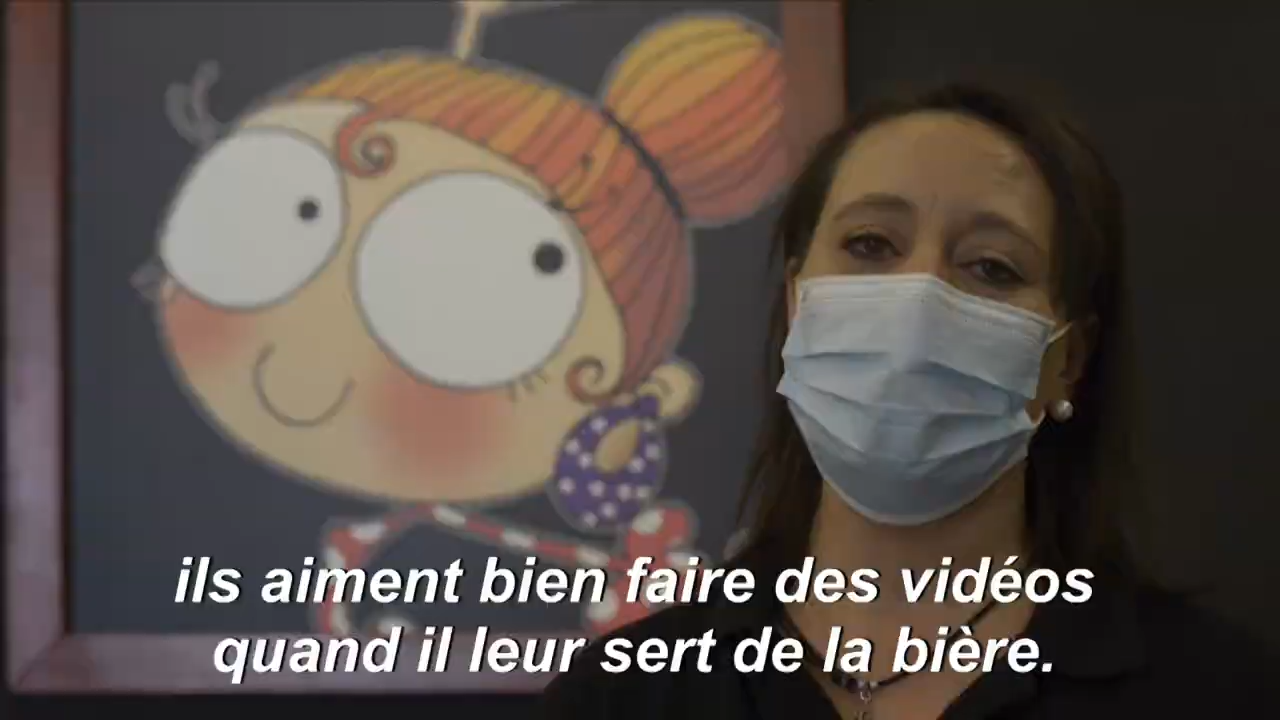 ils aiment bien faire des vidéos
quand il leur sert de la bière.